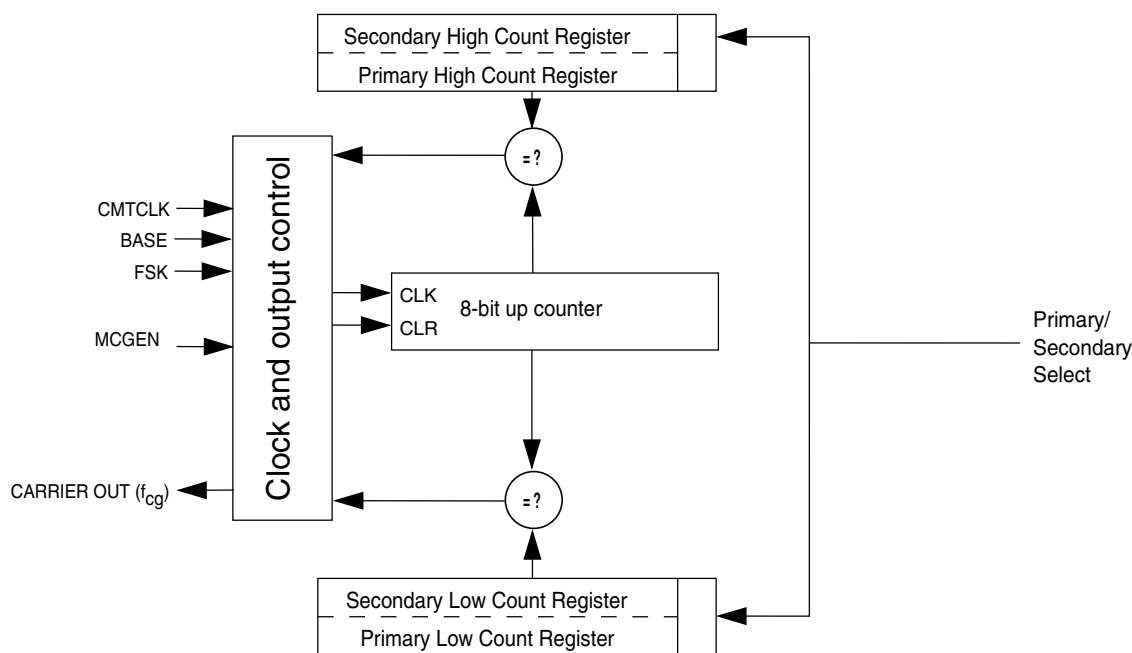 Secondary High Count Register
Primary High Count Register
= ?
Clock and output control
CMTCLK
BASE
FSK
MCGEN
CLK
CLR
8-bit up counter
Primary/
Secondary
Select
CARRIER OUT (fcg)
= ?
Secondary Low Count Register
Primary Low Count Register